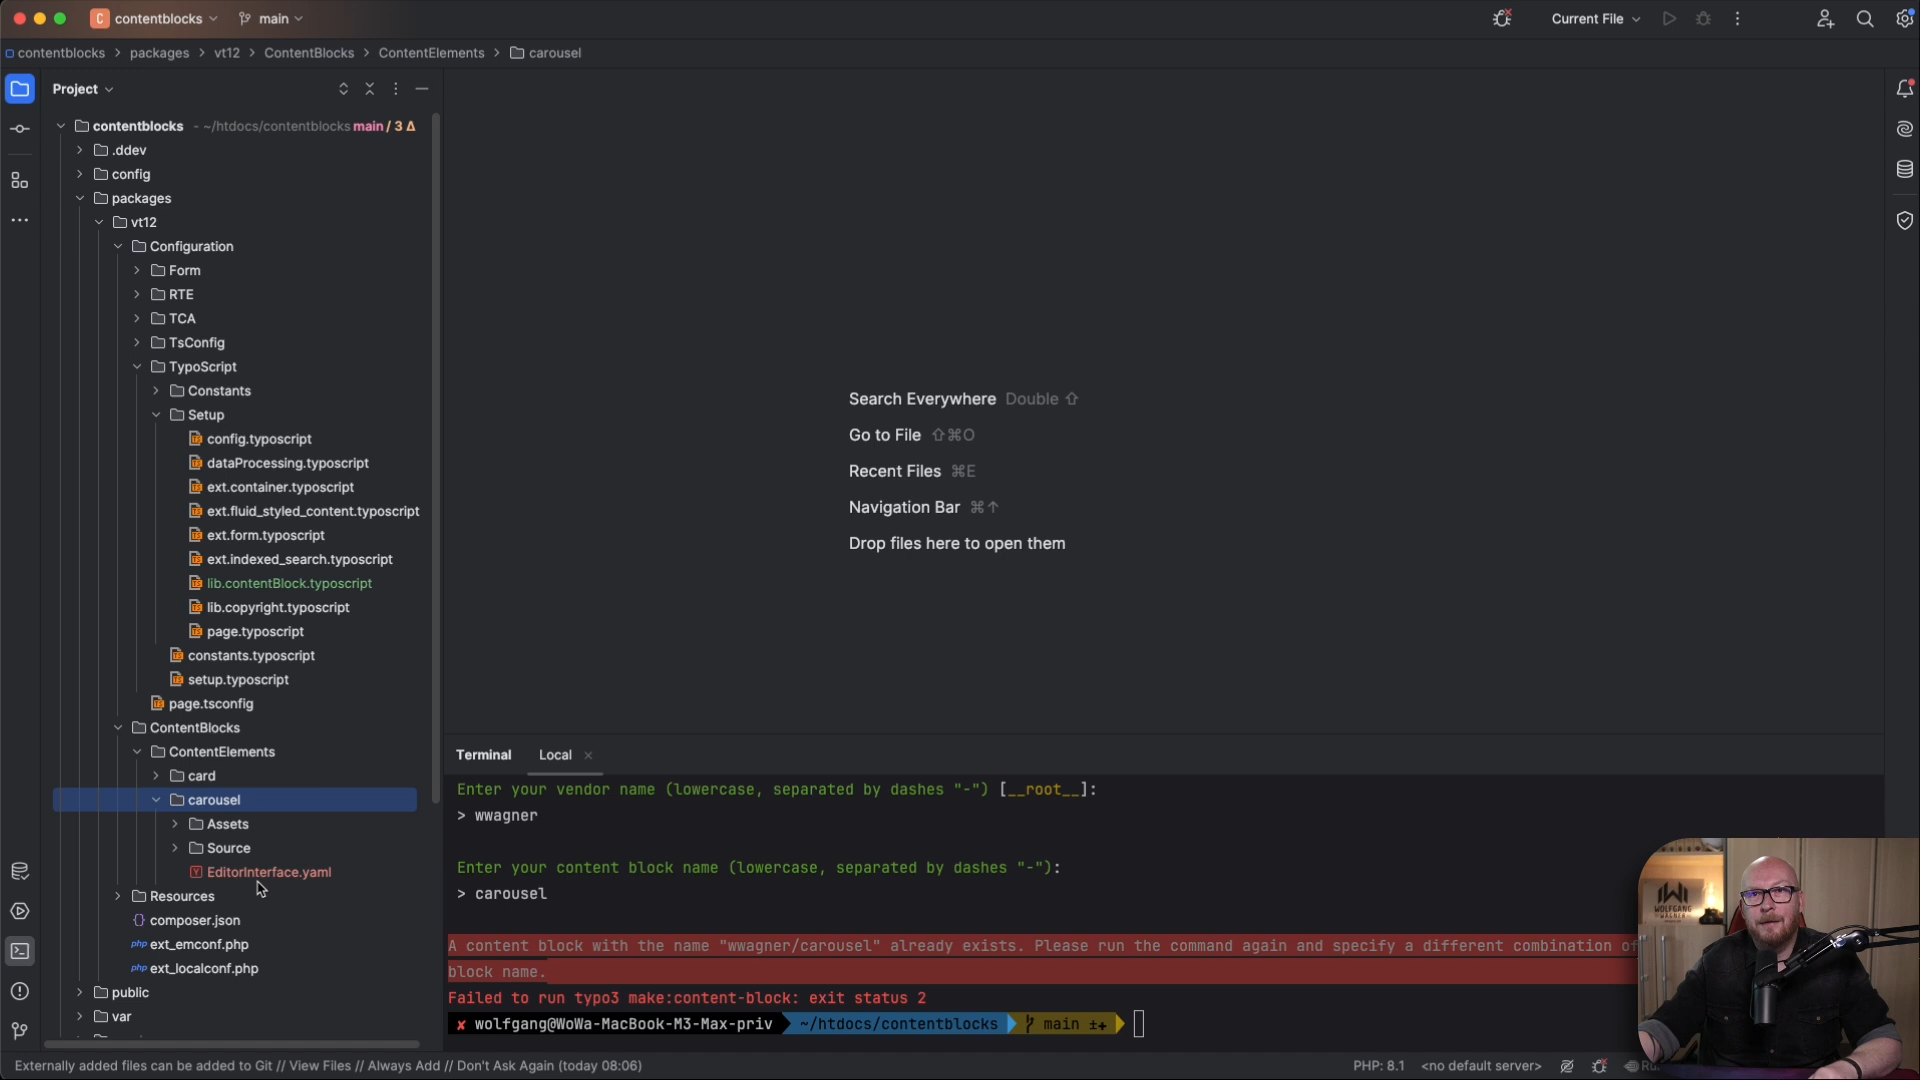 C contentblocks main Current File
contentblocks packages vt12 ContentBlocks ContentElements carousel
Project
contentblocks - ~/htdocs/contentblocks main / 3 Δ
.ddev
config
packages
vt12
Configuration
Form
RTE
TCA
TsConfig
TypoScript
Constants
Setup
config.typoscript
dataProcessing.typoscript
ext.container.typoscript
ext.fluid_styled_content.typoscript
ext.form.typoscript
ext.indexed_search.typoscript
lib.contentBlock.typoscript
lib.copyright.typoscript
page.typoscript
constants.typoscript
setup.typoscript
page.tsconfig
ContentBlocks
ContentElements
card
carousel
Assets
Source
EditorInterface.yaml
Resources
composer.json
php ext_emconf.php
php ext_localconf.php
public
var
Search Everywhere Double ⇧
Go to File ⇧⌘O
Recent Files ⌘E
Navigation Bar ⌘↑
Drop files here to open them
Terminal Local
Enter your vendor name (lowercase, separated by dashes "-") [__root__]:
> wwagner
Enter your content block name (lowercase, separated by dashes "-"):
> carousel
A content block with the name "wwagner/carousel" already exists. Please run the command again and specify a different combination of
block name.
Failed to run typo3 make:content-block: exit status 2
✘ wolfgang@WoWa-MacBook-M3-Max-priv ~/htdocs/contentblocks main ±+
WOLFGANG
WAGNER
Externally added files can be added to Git // View Files // Always Add // Don't Ask Again (today 08:06)
PHP: 8.1 <no default server>